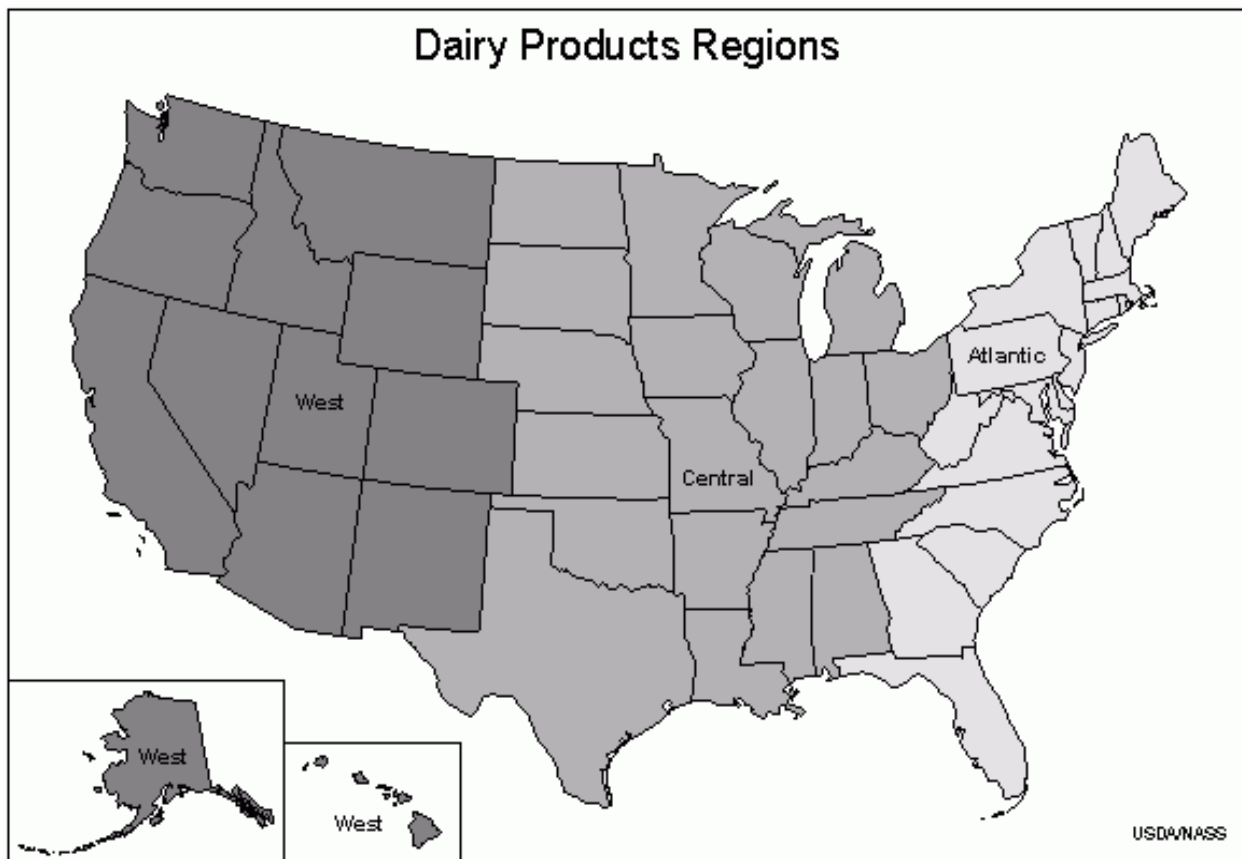 Dairy Products Regions
Atlantic
West
Central
West
West
USDA/NASS